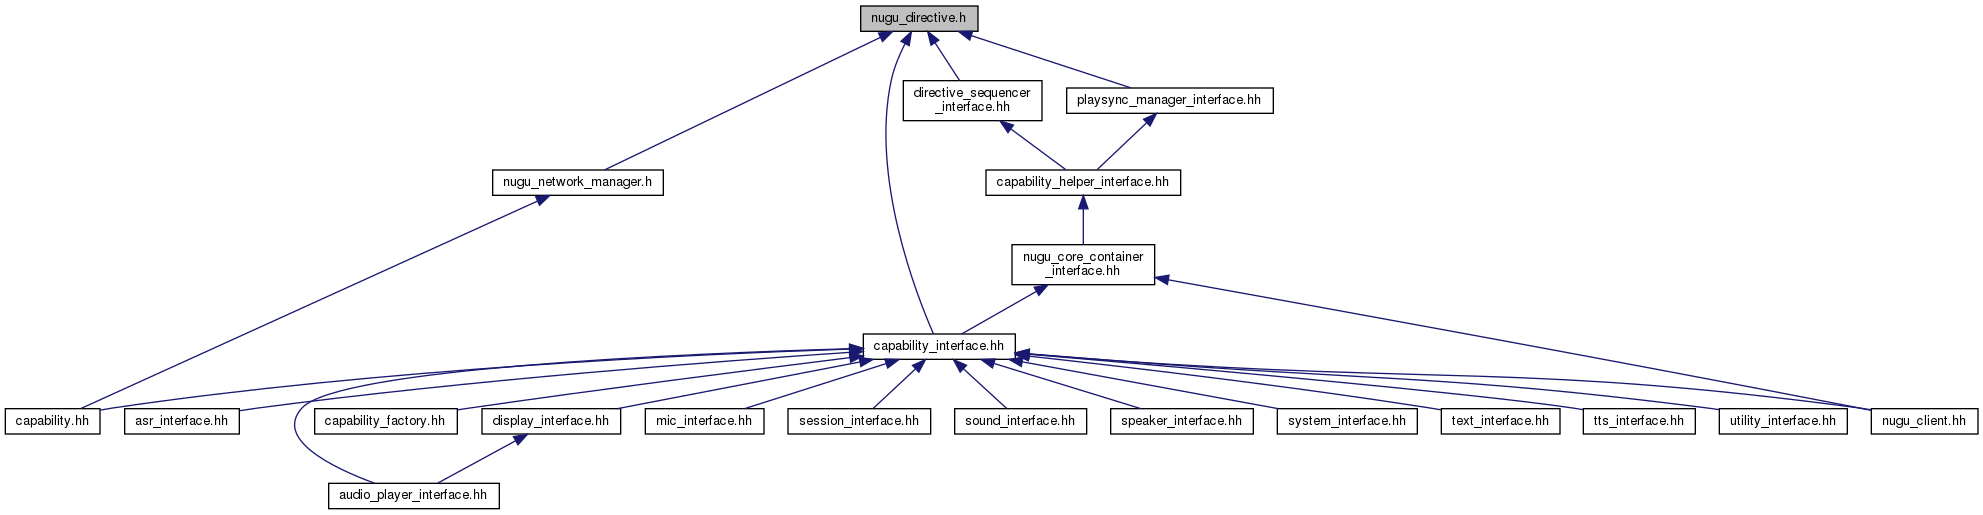 nugu_directive.h
directive_sequencer
_interface.hh
playsync_manager_interface.hh
nugu_network_manager.h
capability_helper_interface.hh
nugu_core_container
_interface.hh
capability_interface.hh
capability.hh
asr_interface.hh
capability_factory.hh
display_interface.hh
mic_interface.hh
session_interface.hh
sound_interface.hh
speaker_interface.hh
system_interface.hh
text_interface.hh
tts_interface.hh
utility_interface.hh
nugu_client.hh
audio_player_interface.hh